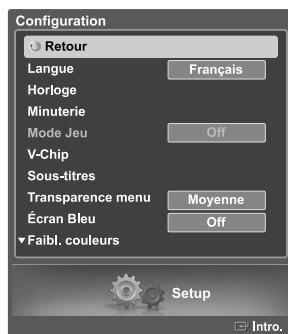 Configuration
Retour
Langue Français
Horloge
Minuterie
Mode Jeu Off
V-Chip
Sous-titres
Transparence menu Moyenne
Écran Bleu Off
▼Faibl. couleurs
Setup
Intro.